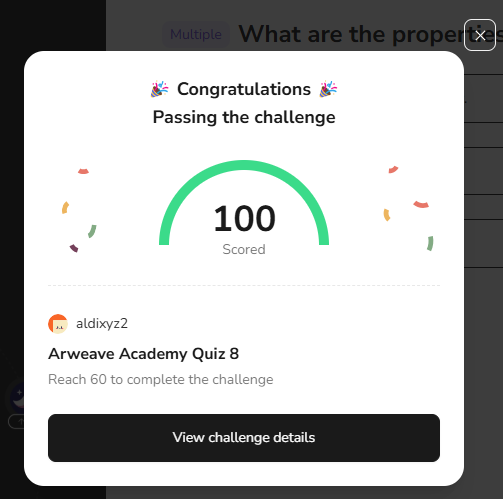 Multiple What are the properties
Congratulations
Passing the challenge
100
Scored
aldixyz2
Arweave Academy Quiz 8
Reach 60 to complete the challenge
View challenge details